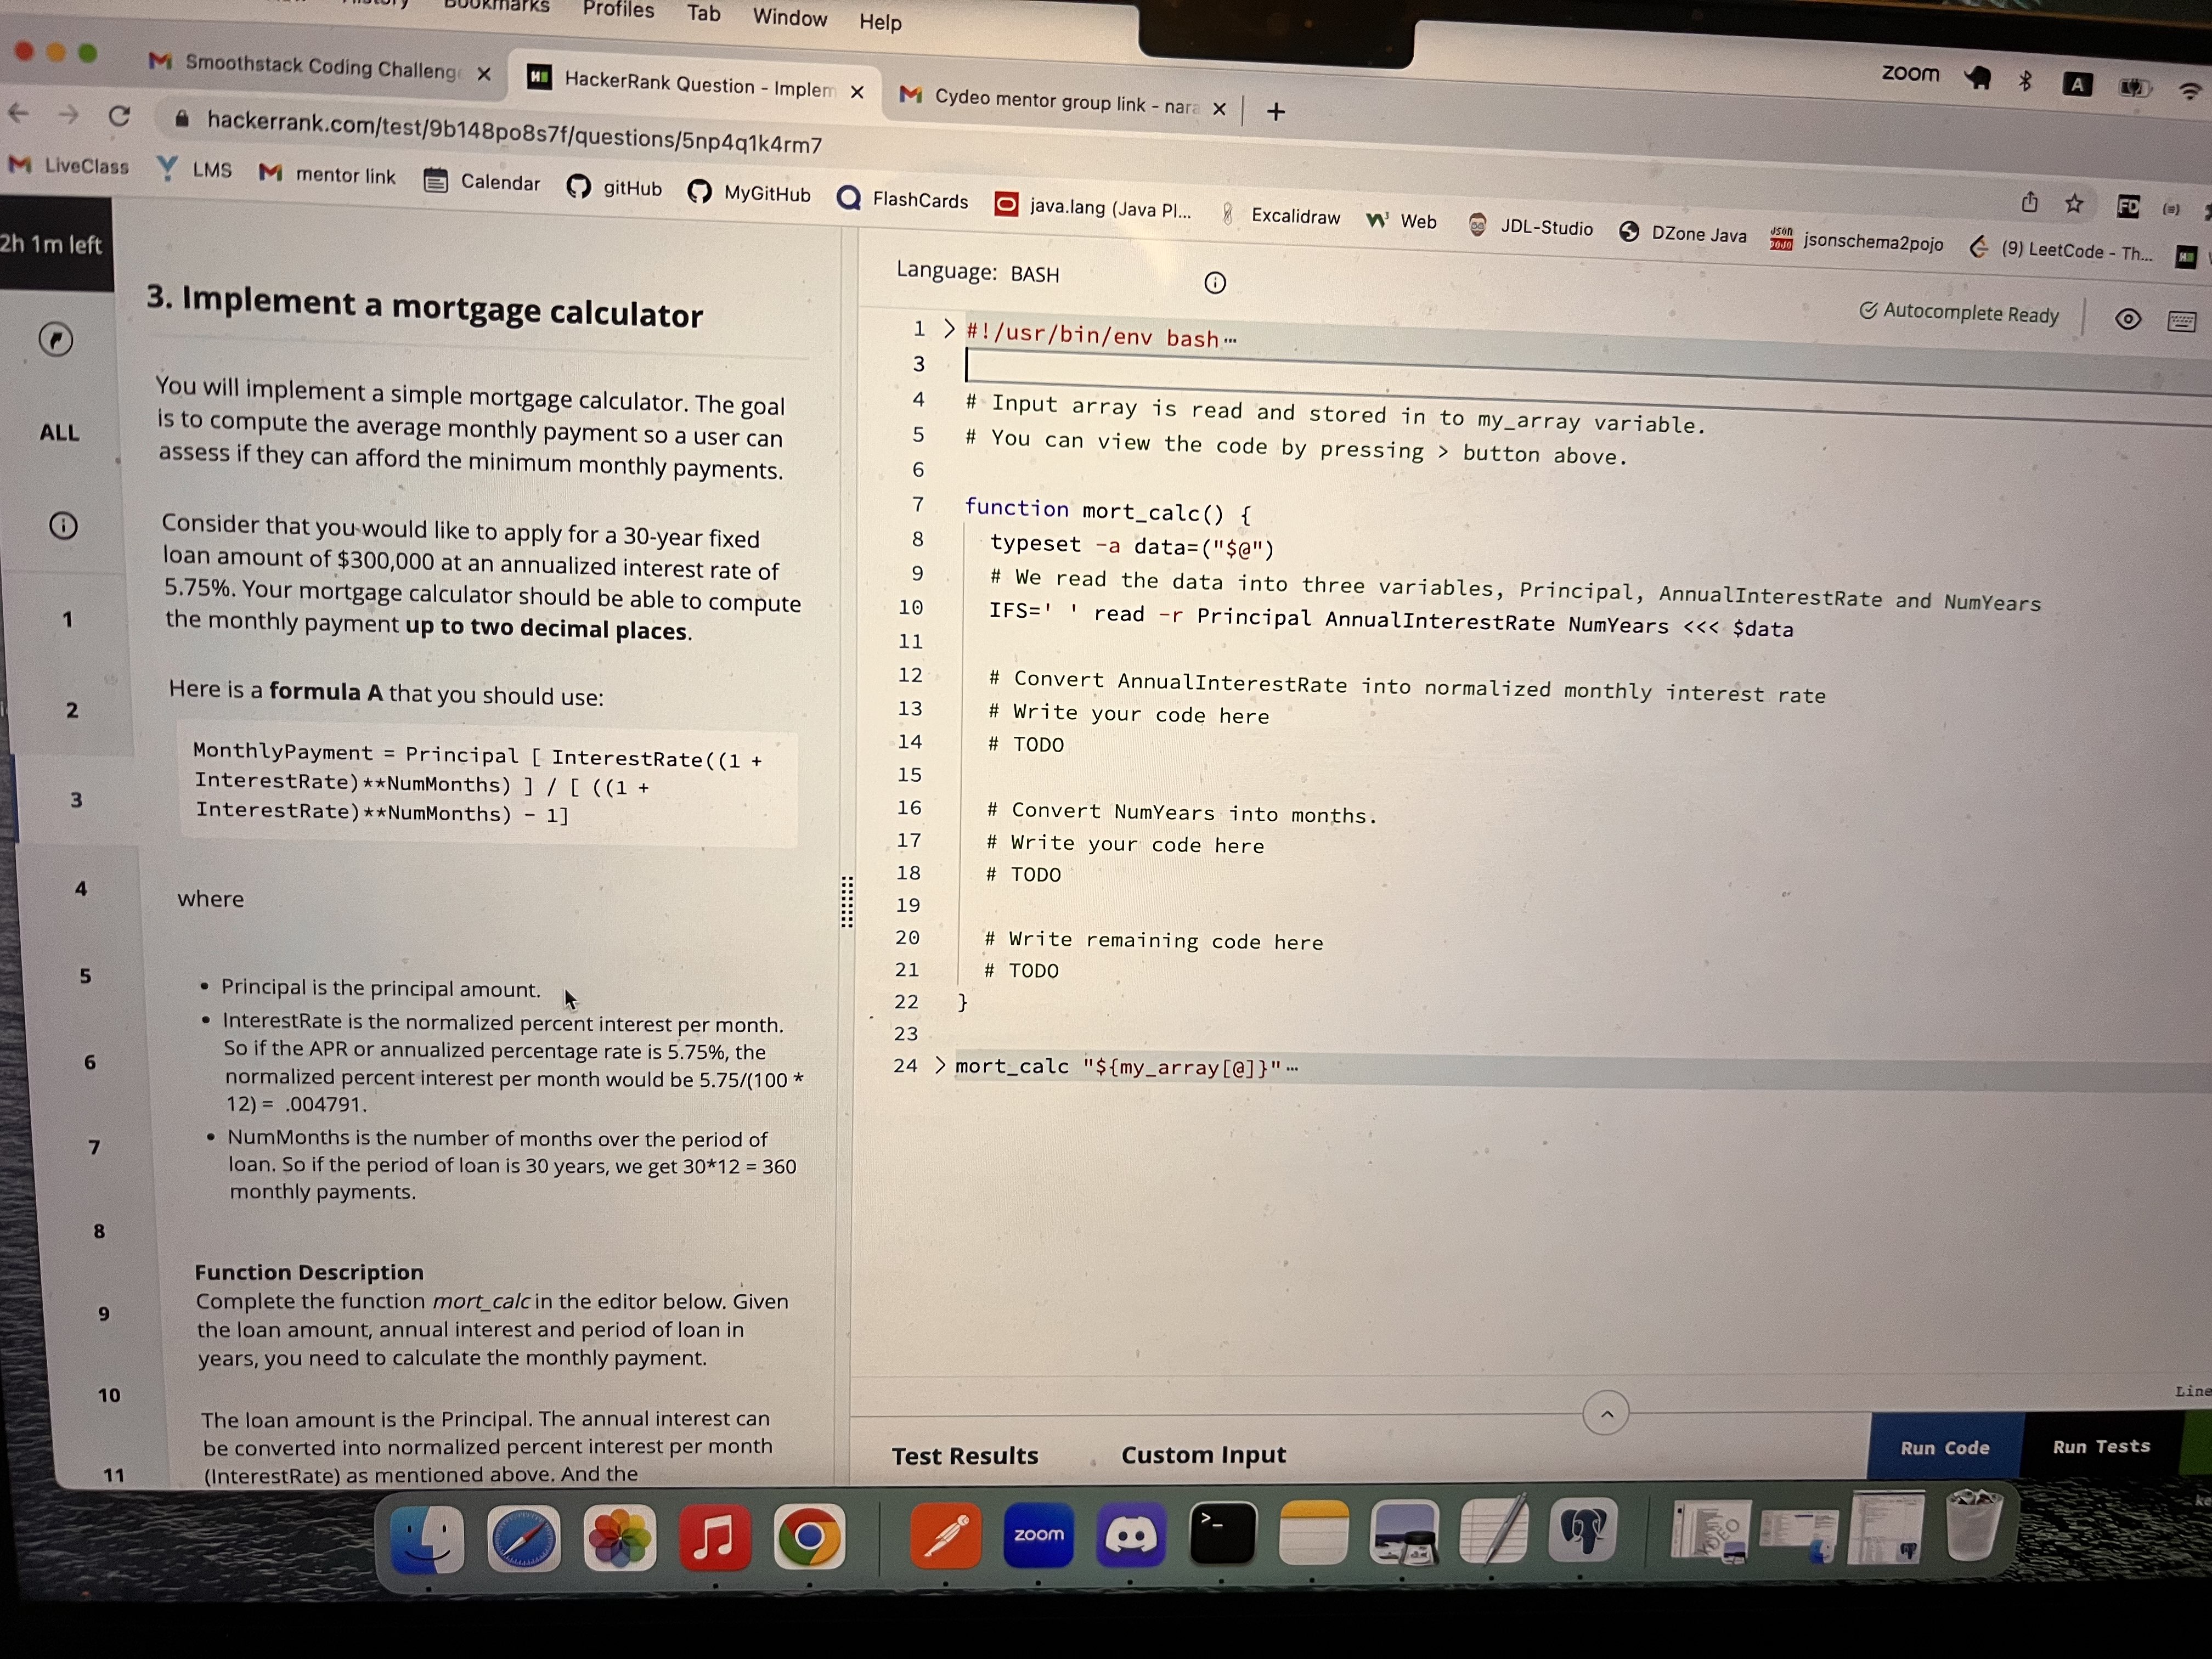 Bookmarks Profiles Tab Window Help
zoom A
Smoothstack Coding Challeng
HackerRank Question - Implem
Cydeo mentor group link - nara
hackerrank.com/test/9b148po8s7f/questions/5np4q1k4rm7
LiveClass LMS mentor link Calendar gitHub MyGitHub FlashCards java.lang (Java Pl... Excalidraw Web JDL-Studio DZone Java jsonschema2pojo (9) LeetCode - Th...
2h 1m left
ALL
1
2
3
4
5
6
7
8
9
10
11
3. Implement a mortgage calculator
You will implement a simple mortgage calculator. The goal
is to compute the average monthly payment so a user can
assess if they can afford the minimum monthly payments.
Consider that you would like to apply for a 30-year fixed
loan amount of $300,000 at an annualized interest rate of
5.75%. Your mortgage calculator should be able to compute
the monthly payment up to two decimal places.
Here is a formula A that you should use:
MonthlyPayment = Principal [ InterestRate((1 +
InterestRate)**NumMonths) ] / [ ((1 +
InterestRate)**NumMonths) - 1]
where
• Principal is the principal amount.
• InterestRate is the normalized percent interest per month.
So if the APR or annualized percentage rate is 5.75%, the
normalized percent interest per month would be 5.75/(100 *
12) = .004791.
• NumMonths is the number of months over the period of
loan. So if the period of loan is 30 years, we get 30*12 = 360
monthly payments.
Function Description
Complete the function mort_calc in the editor below. Given
the loan amount, annual interest and period of loan in
years, you need to calculate the monthly payment.
The loan amount is the Principal. The annual interest can
be converted into normalized percent interest per month
(InterestRate) as mentioned above. And the
Language: BASH
Autocomplete Ready
1 > #!/usr/bin/env bash…
3
4 # Input array is read and stored in to my_array variable.
5 # You can view the code by pressing > button above.
6
7 function mort_calc() {
8 typeset -a data=("$@")
9 # We read the data into three variables, Principal, AnnualInterestRate and NumYears
10 IFS=' ' read -r Principal AnnualInterestRate NumYears <<< $data
11
12 # Convert AnnualInterestRate into normalized monthly interest rate
13 # Write your code here
14 # TODO
15
16 # Convert NumYears into months.
17 # Write your code here
18 # TODO
19
20 # Write remaining code here
21 # TODO
22 }
23
24 > mort_calc "${my_array[@]}"…
Line
Test Results Custom Input Run Code Run Tests
zoom